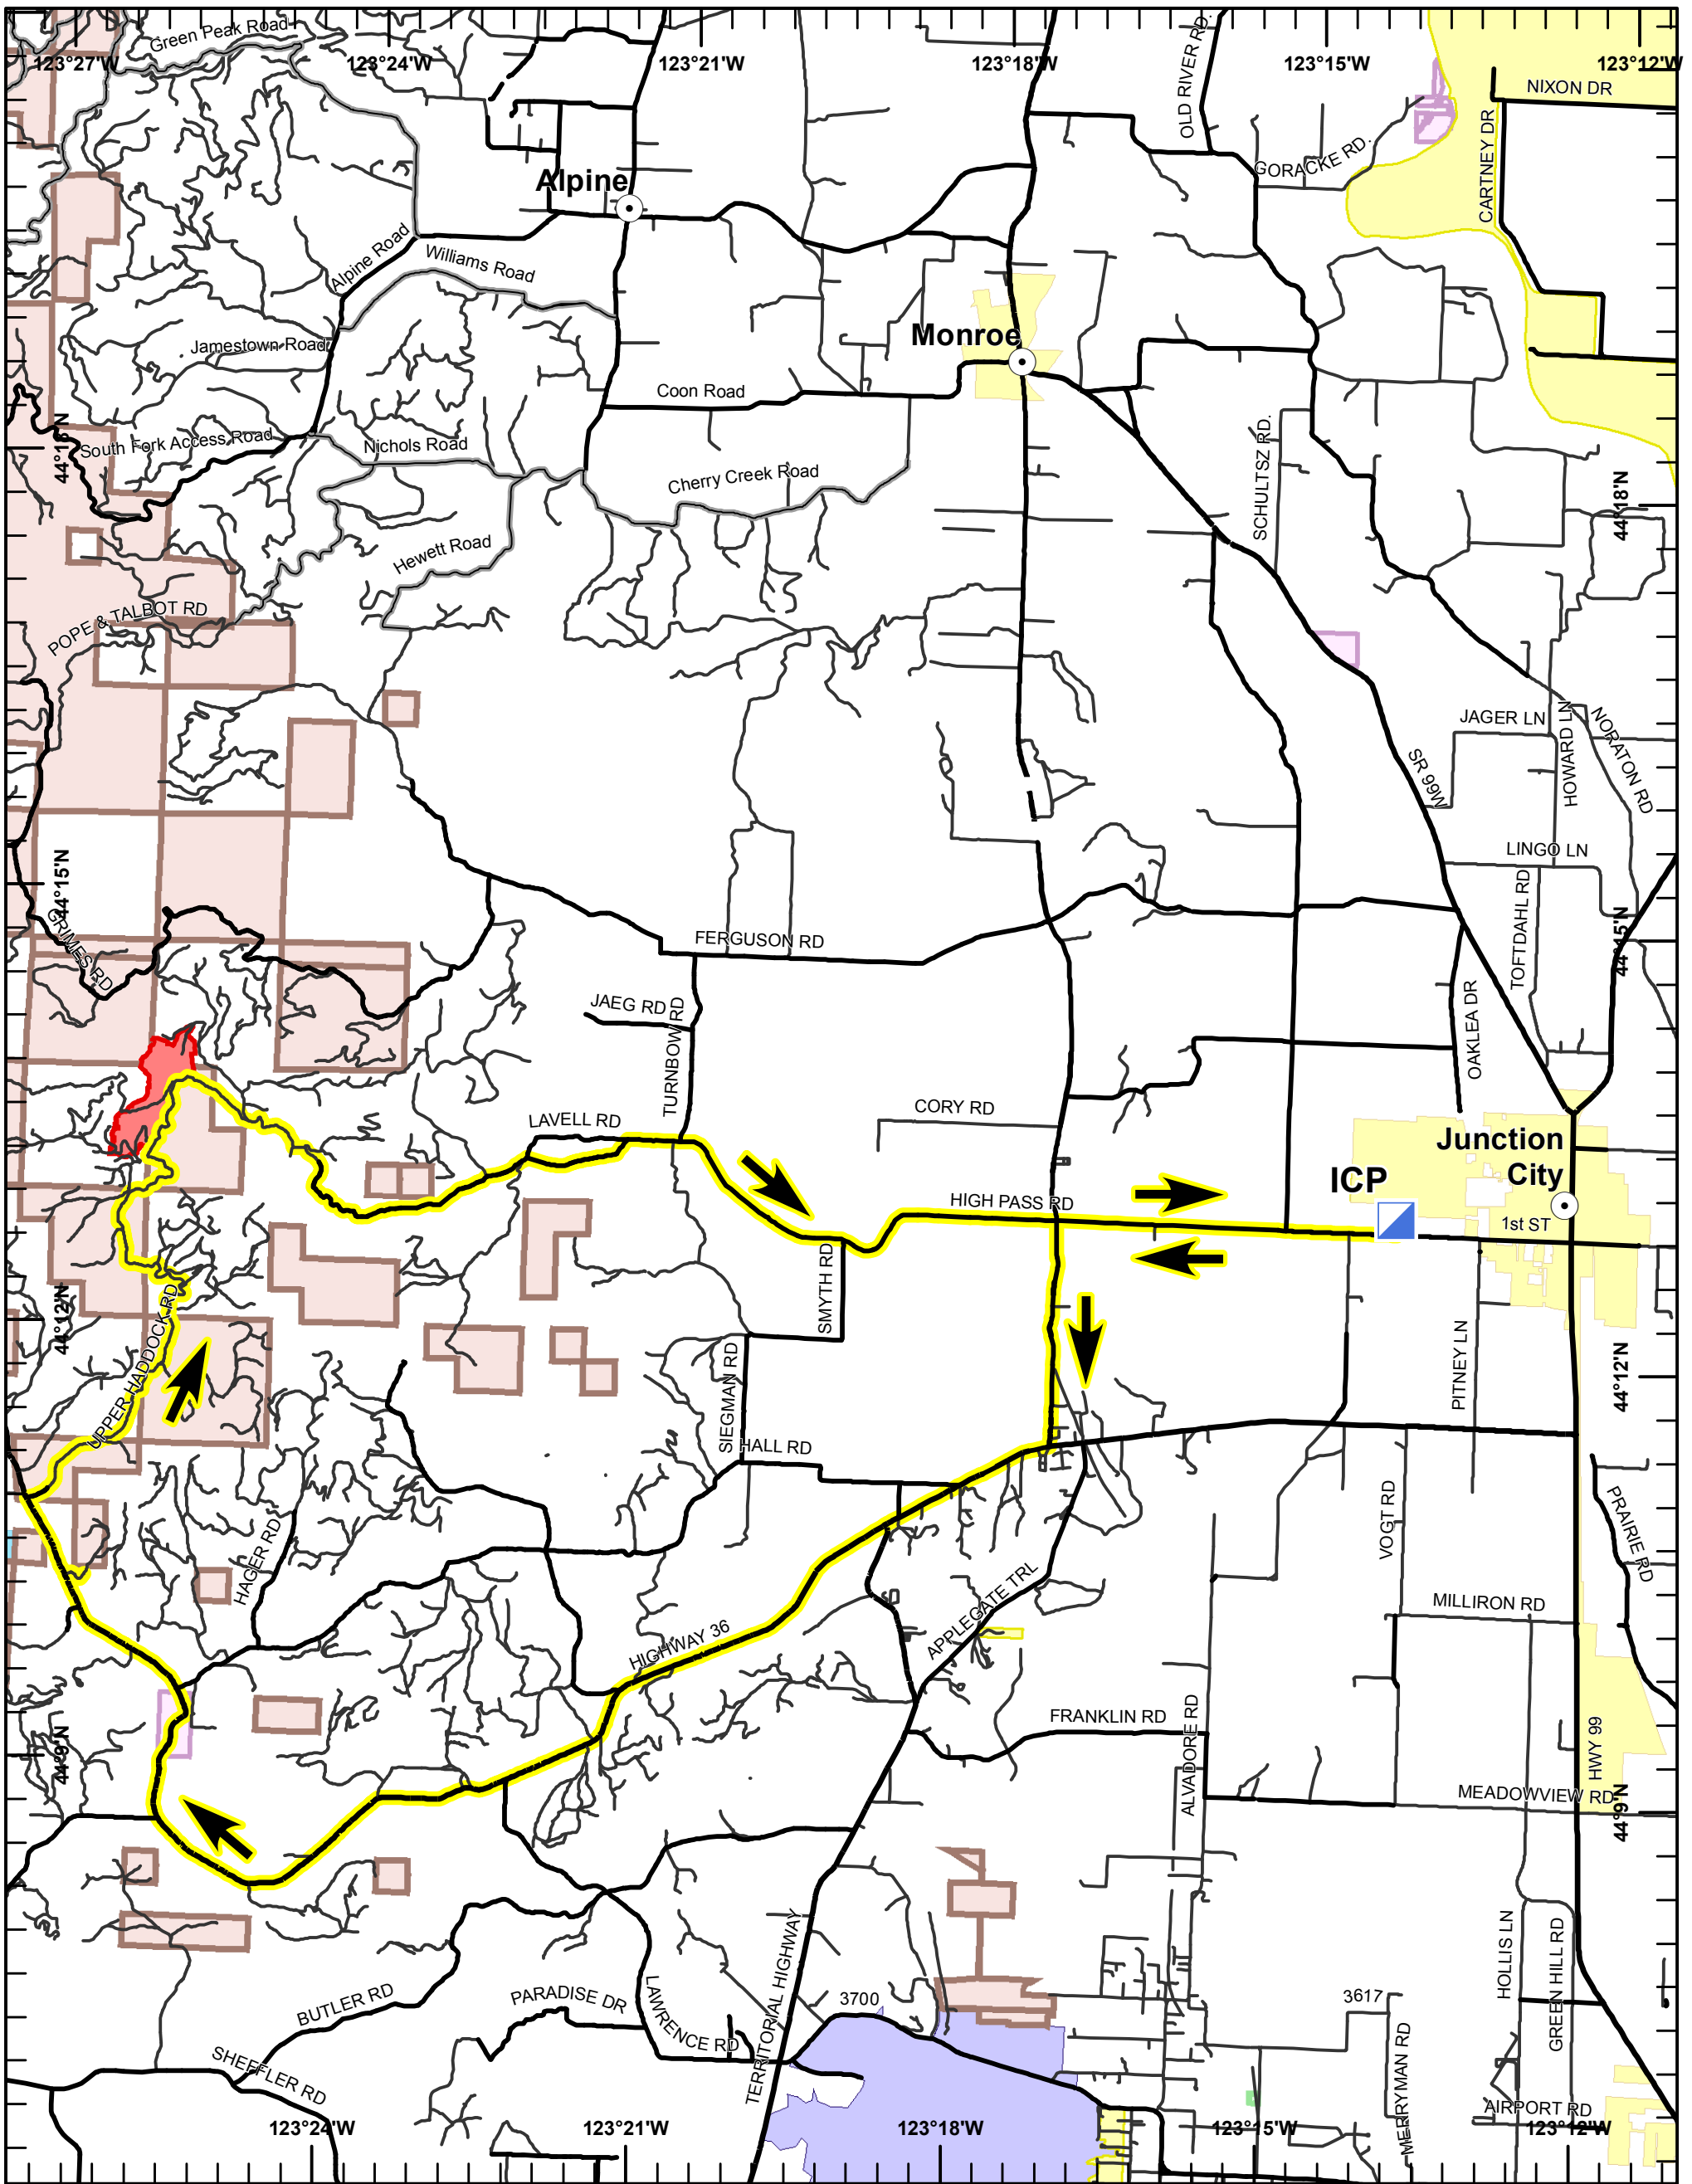 Green Peak Road
123°27'W
123°24'W
123°21'W
123°18'W
123°15'W
123°12'W
OLD RIVER RD.
NIXON DR
CARTNEY DR
GORACKE RD.
Alpine
Alpine Road
Williams Road
Jamestown Road
Monroe
Coon Road
44°18'N
South Fork Access Road
Nichols Road
Cherry Creek Road
SCHULTSZ RD.
44°18'N
Hewett Road
POPE & TALBOT RD
JAGER LN
HOWARD LN
NORATON RD
SR 99W
LINGO LN
44°15'N
GRIMES RD
FERGUSON RD
TOFTDAHL RD
44°15'N
JAEG RD
TURNBOW RD
OAKLEA DR
LAVELL RD
CORY RD
Junction
City
ICP
HIGH PASS RD
1st ST
SMYTH RD
44°12'N
UPPER HADDOCK RD
SIEGMAN RD
PITNEY LN
44°12'N
HALL RD
HAGER RD
VOGT RD
PRAIRIE RD
APPLEGATE TRL
MILLIRON RD
HIGHWAY 36
FRANKLIN RD
ALVADORE RD
44°9'N
HWY 99
MEADOWVIEW RD
44°9'N
HOLLIS LN
GREEN HILL RD
BUTLER RD
PARADISE DR
LAWRENCE RD
TERRITORIAL HIGHWAY
3700
3617
MERRYMAN RD
SHEFFLER RD
AIRPORT RD
123°24'W
123°21'W
123°18'W
123°15'W
123°12'W